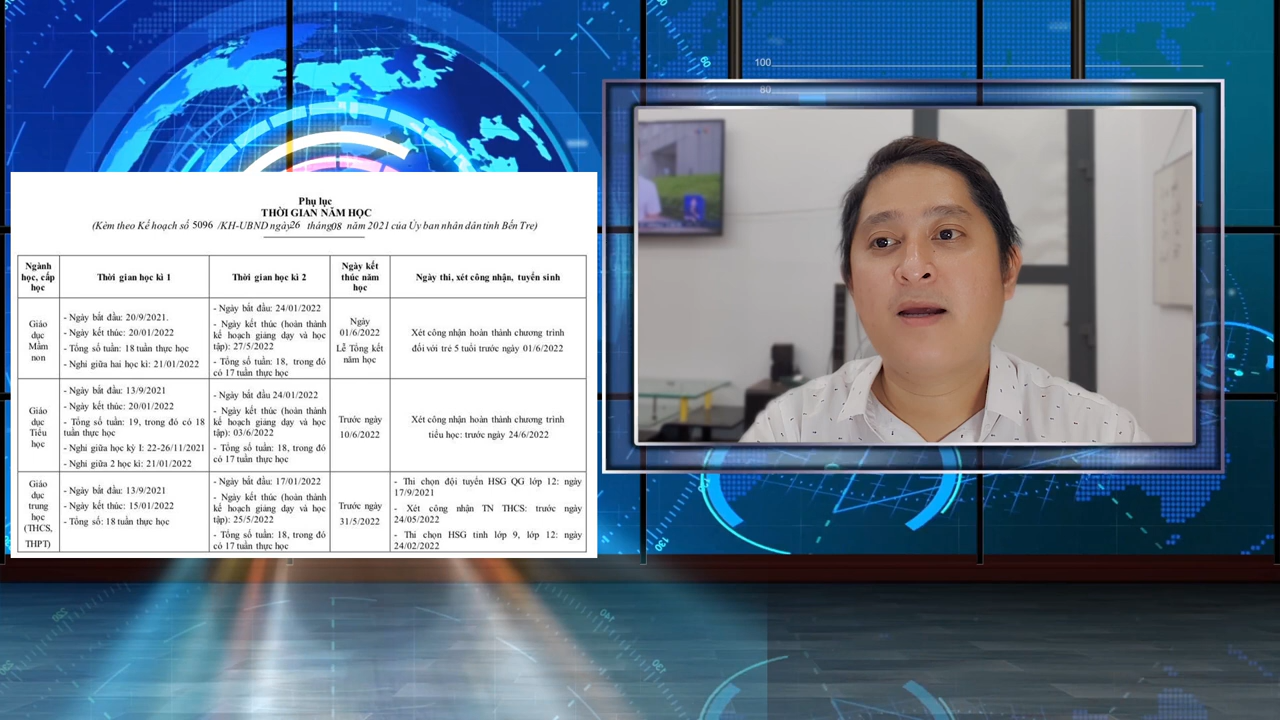 100
80
60
Phụ lục
THỜI GIAN NĂM HỌC
(Kèm theo Kế hoạch số 5096 /KH-UBND ngày 26 tháng 08 năm 2021 của Ủy ban nhân dân tỉnh Bến Tre)
Ngành học, cấp học
Thời gian học kì 1
Thời gian học kì 2
Ngày kết thúc năm học
Ngày thi, xét công nhận, tuyển sinh
Giáo dục Mầm non
- Ngày bắt đầu: 20/9/2021.
- Ngày kết thúc: 20/01/2022
- Tổng số tuần: 18 tuần thực học
- Nghỉ giữa hai học kì: 21/01/2022
- Ngày bắt đầu: 24/01/2022
- Ngày kết thúc (hoàn thành
kế hoạch giảng dạy và học
tập): 27/5/2022
- Tổng số tuần: 18, trong đó
có 17 tuần thực học
Ngày
01/6/2022
Lễ Tổng kết
năm học
Xét công nhận hoàn thành chương trình
đối với trẻ 5 tuổi trước ngày 01/6/2022
Giáo dục Tiểu học
- Ngày bắt đầu: 13/9/2021
- Ngày kết thúc: 20/01/2022
- Tổng số tuần: 19, trong đó có 18
tuần thực học
- Nghỉ giữa học kỳ I: 22-26/11/2021
- Nghỉ giữa 2 học kì: 21/01/2022
- Ngày bắt đầu 24/01/2022
- Ngày kết thúc (hoàn thành
kế hoạch giảng dạy và học
tập): 03/6/2022
- Tổng số tuần: 18, trong đó
có 17 tuần thực học
Trước ngày
10/6/2022
Xét công nhận hoàn thành chương trình
tiểu học: trước ngày 24/6/2022
Giáo dục trung học (THCS, THPT)
- Ngày bắt đầu: 13/9/2021
- Ngày kết thúc: 15/01/2022
- Tổng số: 18 tuần thực học
- Ngày bắt đầu: 17/01/2022
- Ngày kết thúc (hoàn thành
kế hoạch giảng dạy và học
tập): 25/5/2022
- Tổng số: 18, trong đó
có 17 tuần thực học
Trước ngày
31/5/2022
- Thi chọn đội tuyển HSG QG lớp 12: ngày
17/9/2021
- Xét công nhận TN THCS: trước ngày
24/05/2022
- Thi chọn HSG tỉnh lớp 9, lớp 12: ngày
24/02/2022
220
140
130
130